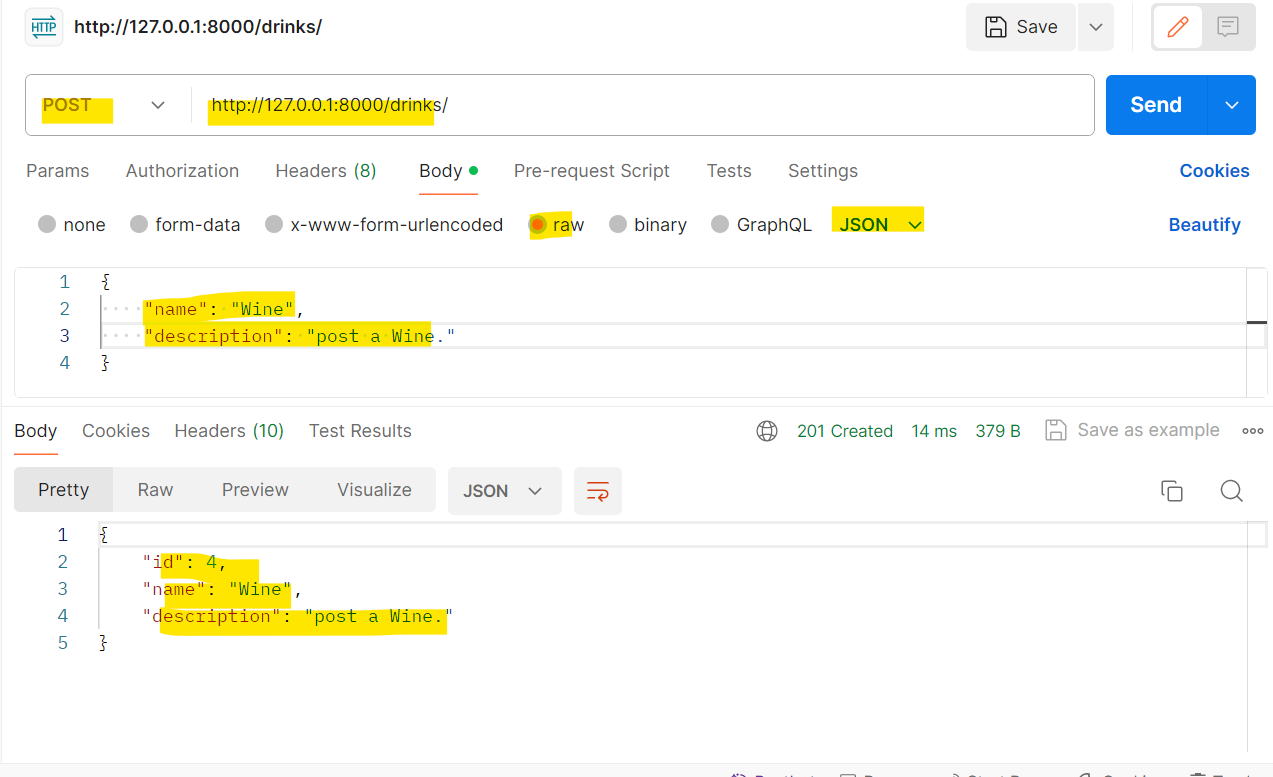 HTTP http://127.0.0.1:8000/drinks/ Save
POST http://127.0.0.1:8000/drinks/ Send
Params Authorization Headers (8) Body Pre-request Script Tests Settings Cookies
none form-data x-www-form-urlencoded raw binary GraphQL JSON Beautify
1 {
2 "name": "Wine",
3 "description": "post a Wine."
4 }
Body Cookies Headers (10) Test Results 201 Created 14 ms 379 B Save as example
Pretty Raw Preview Visualize JSON
1 {
2 "id": 4,
3 "name": "Wine",
4 "description": "post a Wine."
5 }